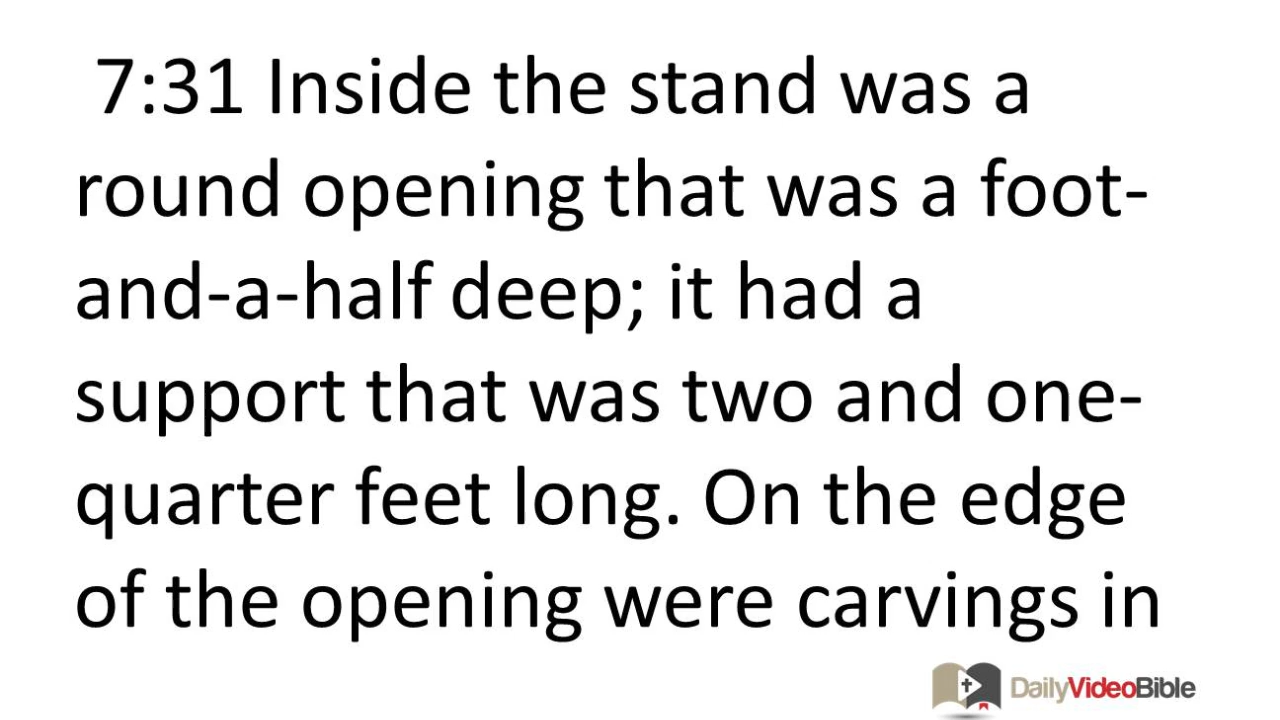 7:31 Inside the stand was a
round opening that was a foot-
and-a-half deep; it had a
support that was two and one-
quarter feet long. On the edge
of the opening were carvings in
DailyVideoBible